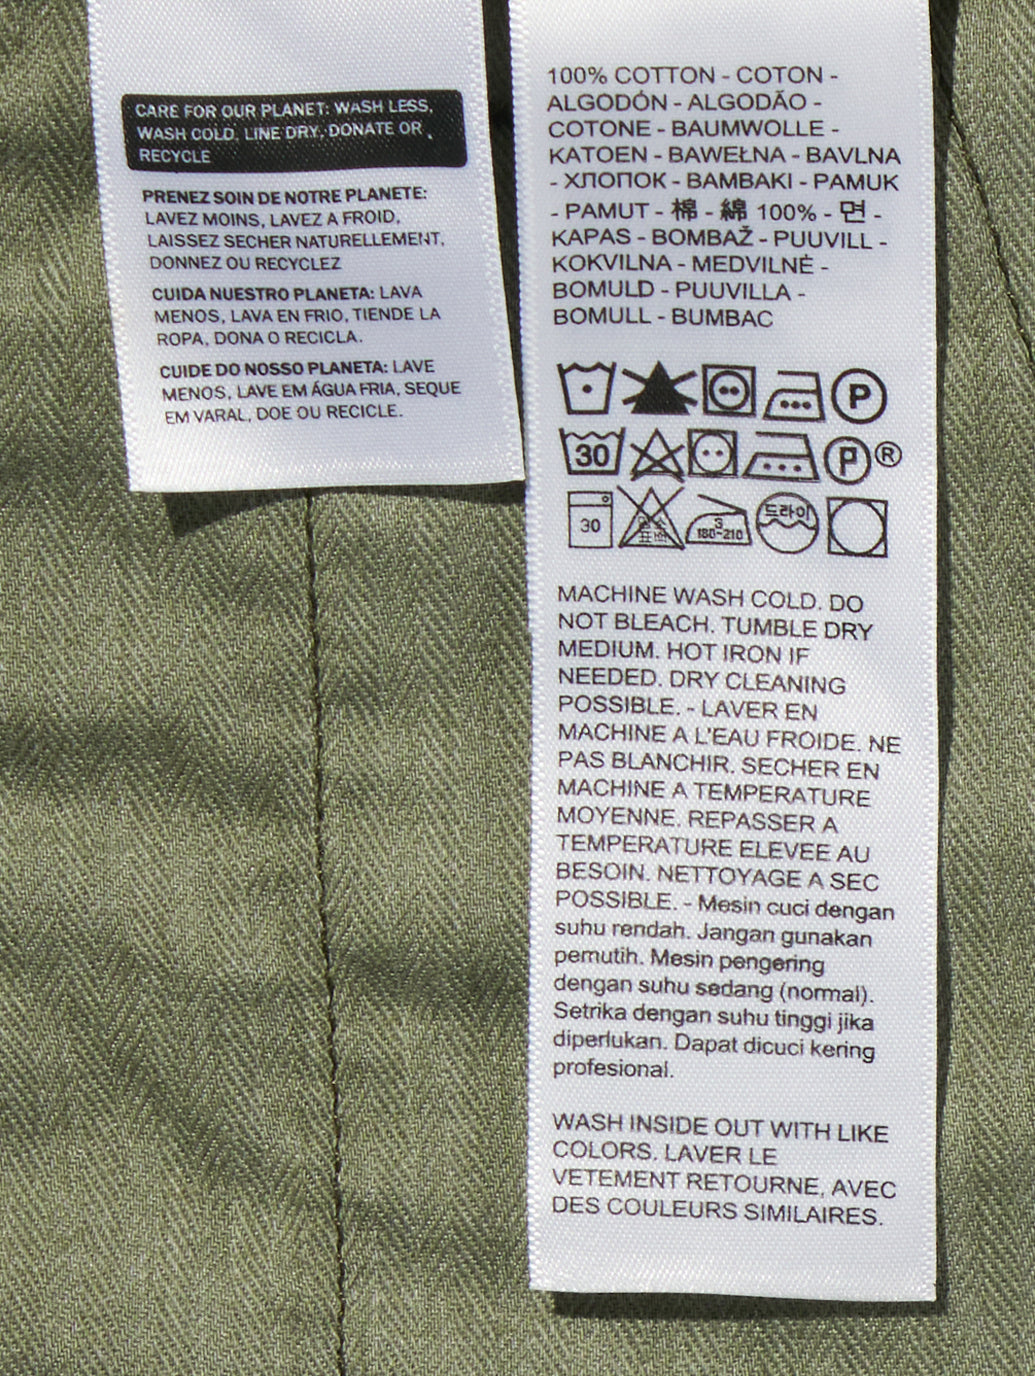 CARE FOR OUR PLANET: WASH LESS,
WASH COLD, LINE DRY, DONATE OR
RECYCLE
PRENEZ SOIN DE NOTRE PLANETE:
LAVEZ MOINS, LAVEZ A FROID,
LAISSEZ SECHER NATURELLEMENT,
DONNEZ OU RECYCLEZ
CUIDA NUESTRO PLANETA: LAVA
MENOS, LAVA EN FRIO, TIENDE LA
ROPA, DONA O RECICLA.
CUIDE DO NOSSO PLANETA: LAVE
MENOS, LAVE EM ÁGUA FRIA, SEQUE
EM VARAL, DOE OU RECICLE.
100% COTTON - COTON -
ALGODÓN - ALGODÃO -
COTONE - BAUMWOLLE -
KATOEN - BAWEŁNA - BAVLNA
- ХЛОПОК - BAMBAKI - PAMUK
- PAMUT - 棉 - 綿 100% - 면 -
KAPAS - BOMBAŽ - PUUVILL -
KOKVILNA - MEDVILNĖ -
BOMULD - PUUVILLA -
BOMULL - BUMBAC
P
30 P ®
30 3 180~210 드라이
MACHINE WASH COLD. DO
NOT BLEACH. TUMBLE DRY
MEDIUM. HOT IRON IF
NEEDED. DRY CLEANING
POSSIBLE. - LAVER EN
MACHINE A L'EAU FROIDE. NE
PAS BLANCHIR. SECHER EN
MACHINE A TEMPERATURE
MOYENNE. REPASSER A
TEMPERATURE ELEVEE AU
BESOIN. NETTOYAGE A SEC
POSSIBLE. - Mesin cuci dengan
suhu rendah. Jangan gunakan
pemutih. Mesin pengering
dengan suhu sedang (normal).
Setrika dengan suhu tinggi jika
diperlukan. Dapat dicuci kering
profesional.
WASH INSIDE OUT WITH LIKE
COLORS. LAVER LE
VETEMENT RETOURNE, AVEC
DES COULEURS SIMILAIRES.